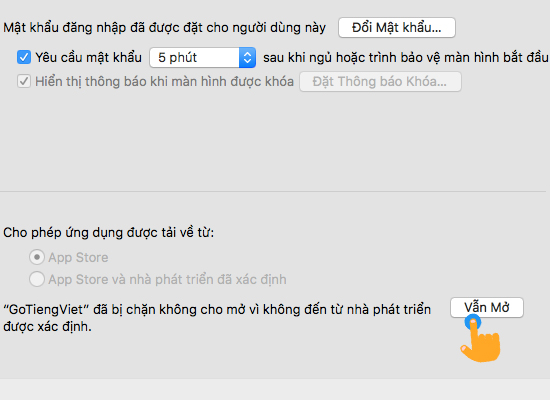 Mật khẩu đăng nhập đã được đặt cho người dùng này Đổi Mật khẩu...
Yêu cầu mật khẩu 5 phút sau khi ngủ hoặc trình bảo vệ màn hình bắt đầu
Hiển thị thông báo khi màn hình được khóa Đặt Thông báo Khóa...
Cho phép ứng dụng được tải về từ:
App Store
App Store và nhà phát triển đã xác định
“GoTiengViet” đã bị chặn không cho mở vì không đến từ nhà phát triển Vẫn Mở
được xác định.